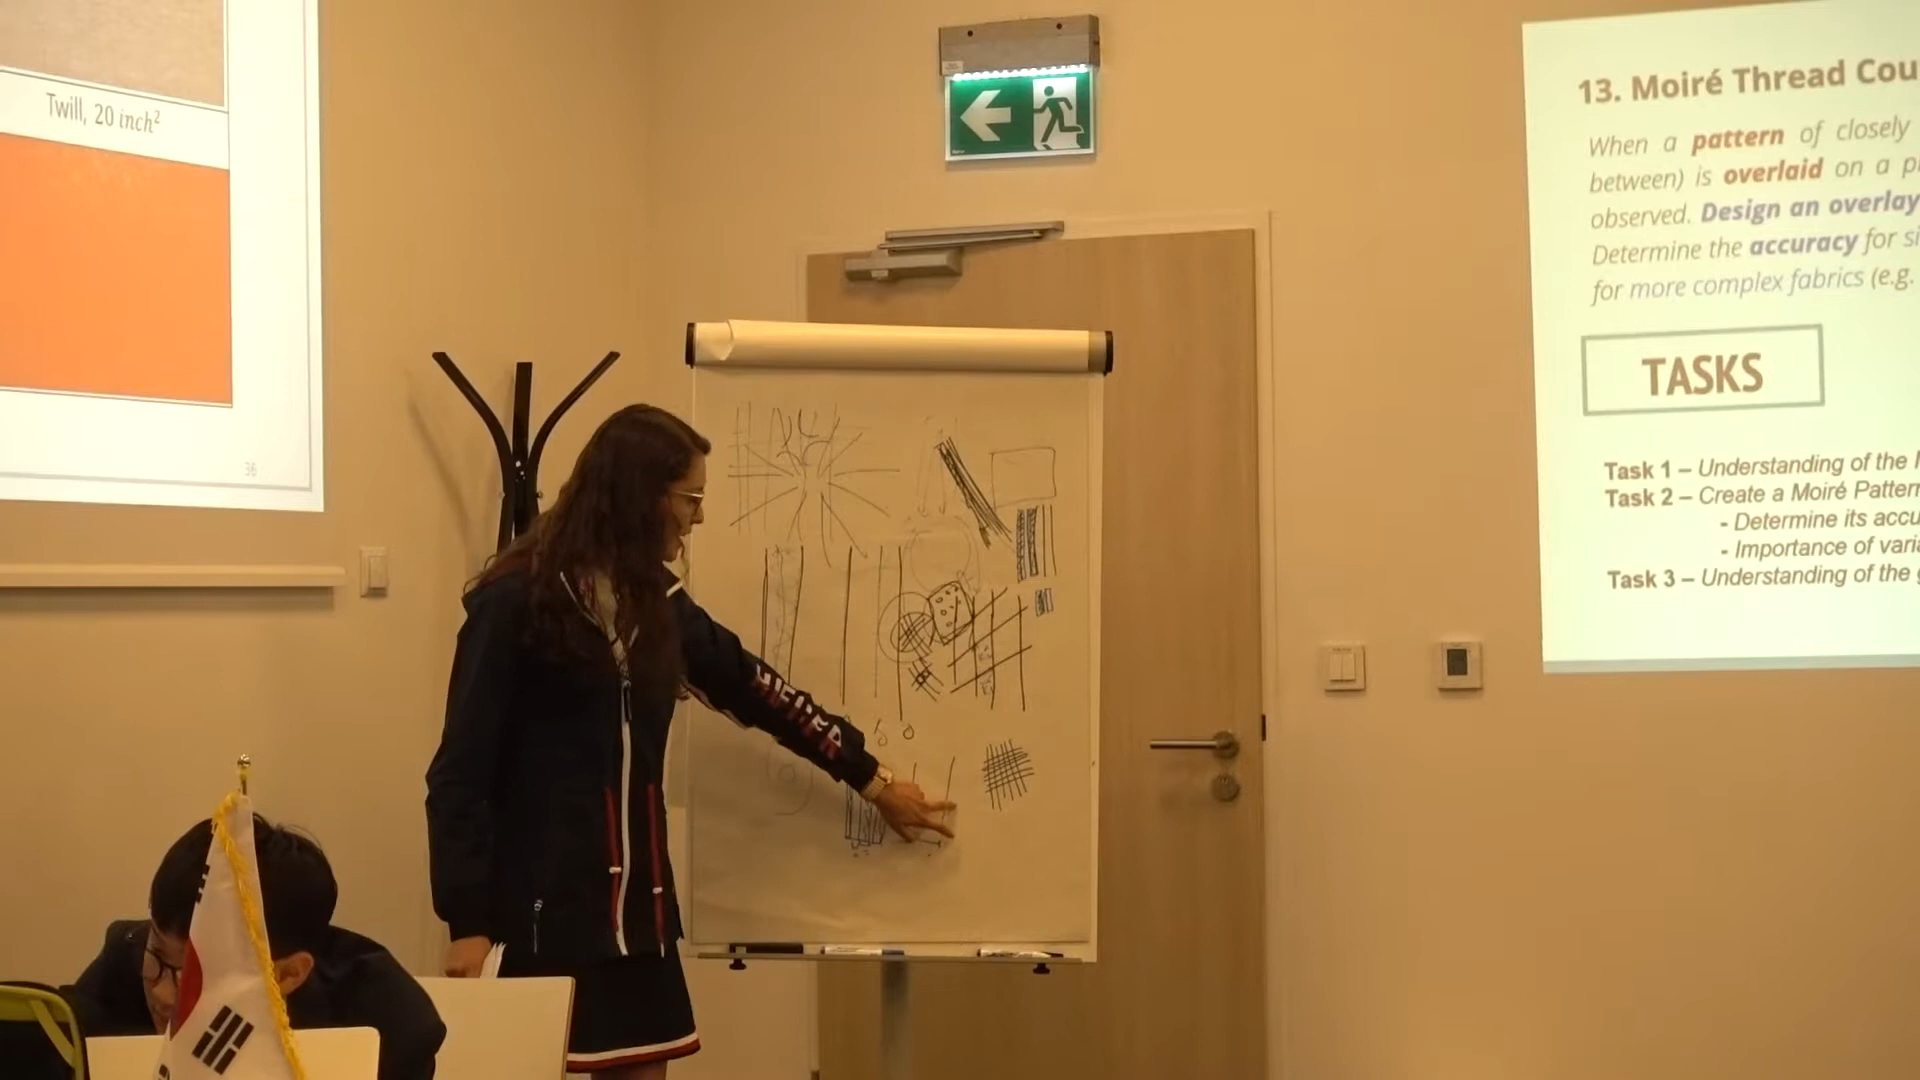 Twill, 20 inch²
36
13. Moiré Thread Cou
When a pattern of closely
between) is overlaid on a p
observed. Design an overlay
Determine the accuracy for si
for more complex fabrics (e.g.
TASKS
Task 1 – Understanding of the
Task 2 – Create a Moiré Pattern
- Determine its accu
- Importance of varia
Task 3 – Understanding of the g